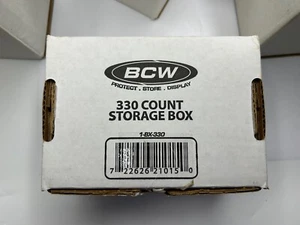 BCW
PROTECT . STORE . DISPLAY
330 COUNT
STORAGE BOX
1-BX-330
7 22626 21015 0